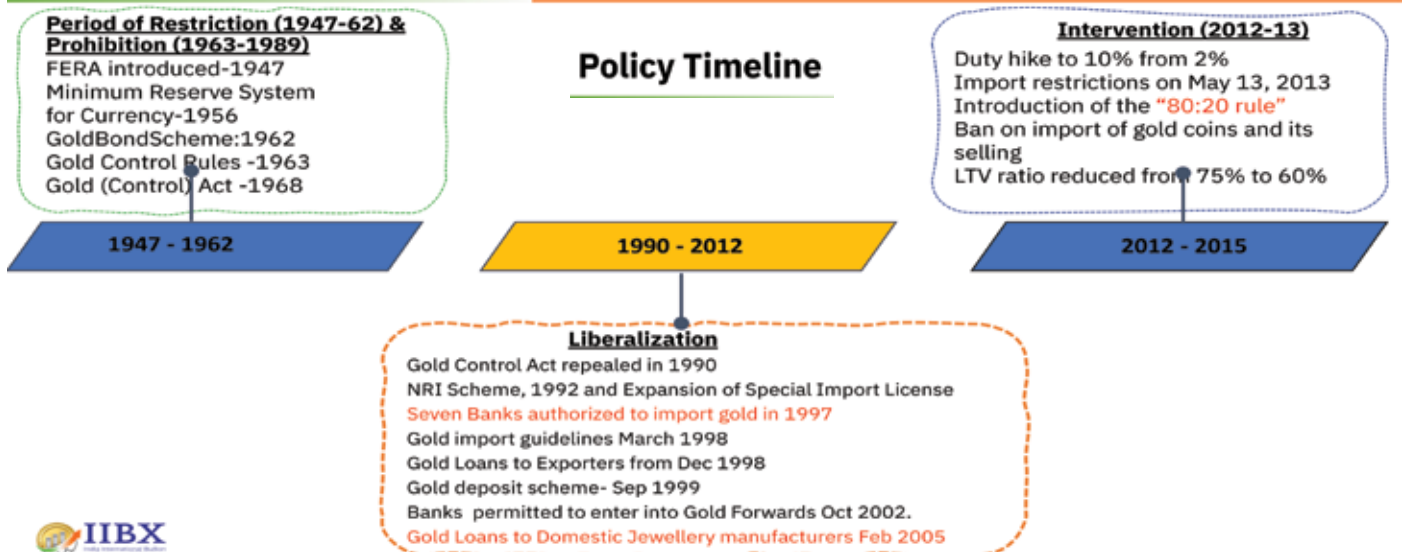 Period of Restriction (1947-62) &
Prohibition (1963-1989)
FERA introduced-1947
Minimum Reserve System
for Currency-1956
GoldBondScheme:1962
Gold Control Rules -1963
Gold (Control) Act -1968
Policy Timeline
Intervention (2012-13)
Duty hike to 10% from 2%
Import restrictions on May 13, 2013
Introduction of the “80:20 rule”
Ban on import of gold coins and its
selling
LTV ratio reduced from 75% to 60%
1947 - 1962
1990 - 2012
2012 - 2015
Liberalization
Gold Control Act repealed in 1990
NRI Scheme, 1992 and Expansion of Special Import License
Seven Banks authorized to import gold in 1997
Gold import guidelines March 1998
Gold Loans to Exporters from Dec 1998
Gold deposit scheme- Sep 1999
Banks permitted to enter into Gold Forwards Oct 2002.
Gold Loans to Domestic Jewellery manufacturers Feb 2005
IIBX
India International Bullion